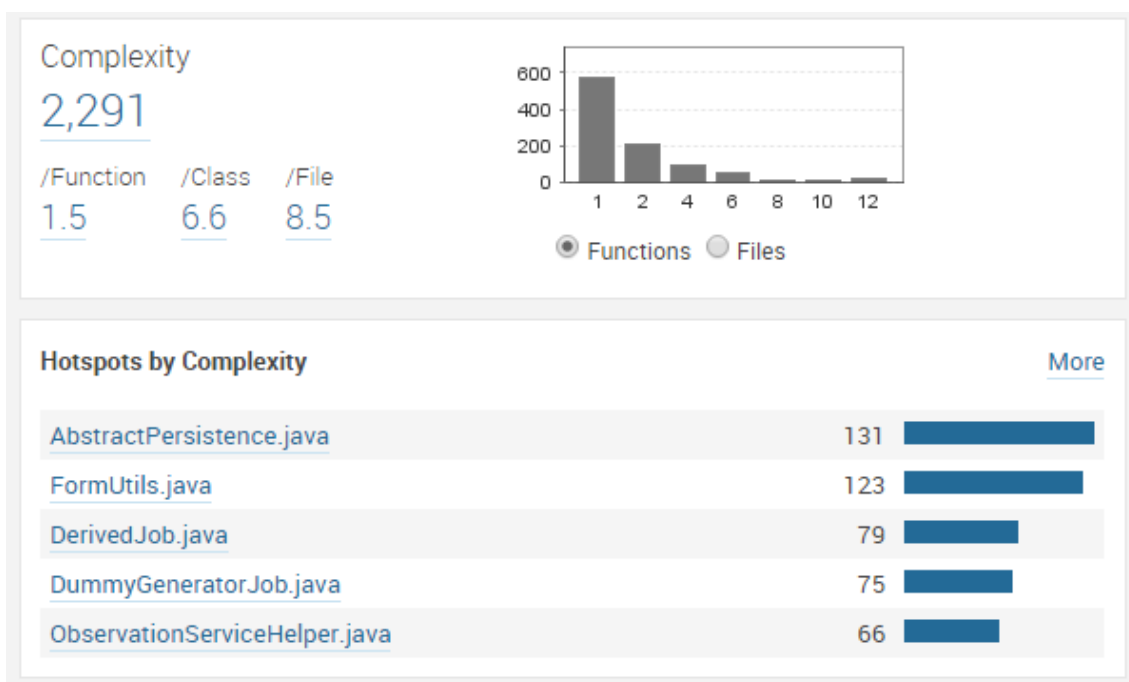 Complexity
2,291
/Function /Class /File
1.5 6.6 8.5
600
400
200
0
1 2 4 6 8 10 12
Functions Files
Hotspots by Complexity More
AbstractPersistence.java 131
FormUtils.java 123
DerivedJob.java 79
DummyGeneratorJob.java 75
ObservationServiceHelper.java 66